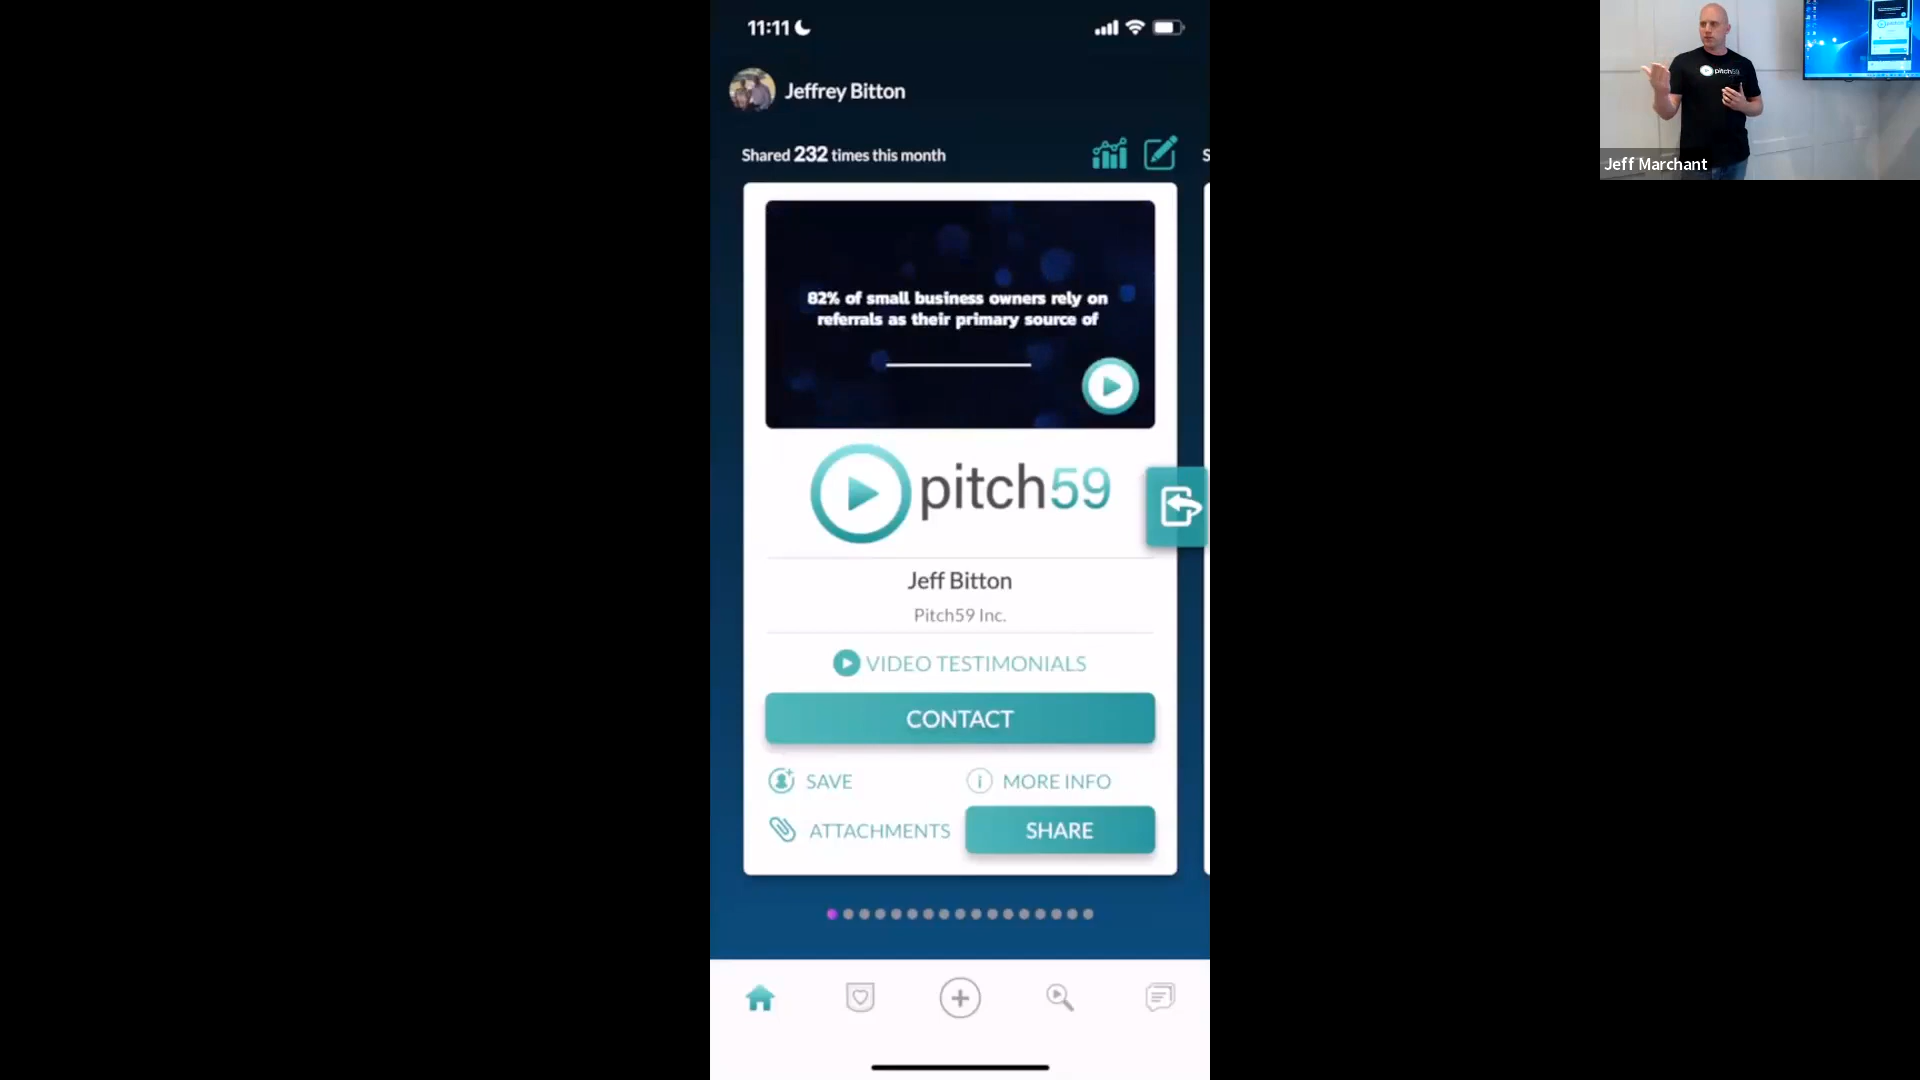 11:11
Jeffrey Bitton
Shared 232 times this month
82% of small business owners rely on
referrals as their primary source of
pitch59
Jeff Bitton
Pitch59 Inc.
VIDEO TESTIMONIALS
CONTACT
SAVE
MORE INFO
ATTACHMENTS
SHARE
pitch59
Jeff Marchant